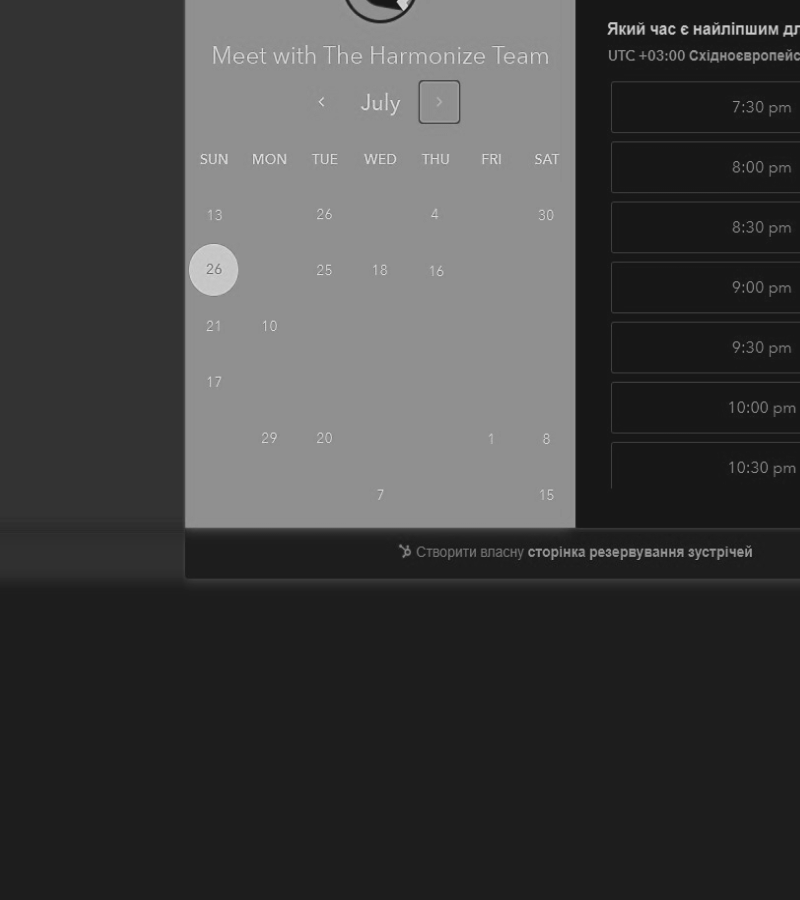 Meet with The Harmonize Team
July
SUN MON TUE WED THU FRI SAT
13 26 4 30
26 25 18 16
21 10
17
29 20 1 8
7 15
Який час є найліпшим
UTC +03:00
7:30 pm
8:00 pm
8:30 pm
9:00 pm
9:30 pm
10:00 pm
10:30 pm
Створити власну сторінка резервування зустрічей